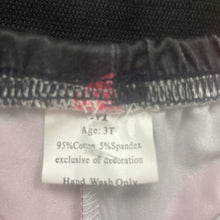 M
Age: 3T
95%Cotton 5%Spandex
exclusive of decoration
Hand Wash Only